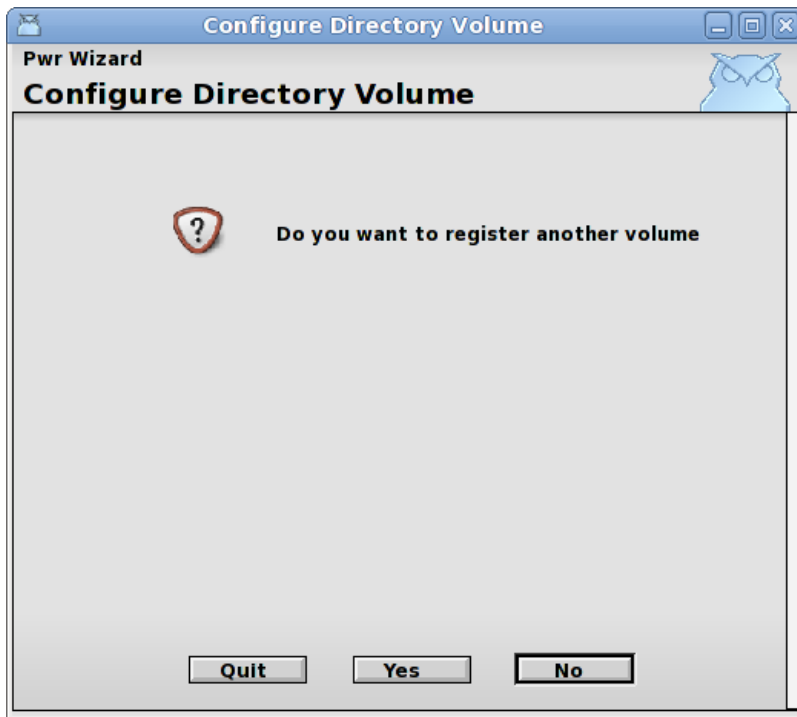 Configure Directory Volume
Pwr Wizard
Configure Directory Volume
?
Do you want to register another volume
Quit Yes No